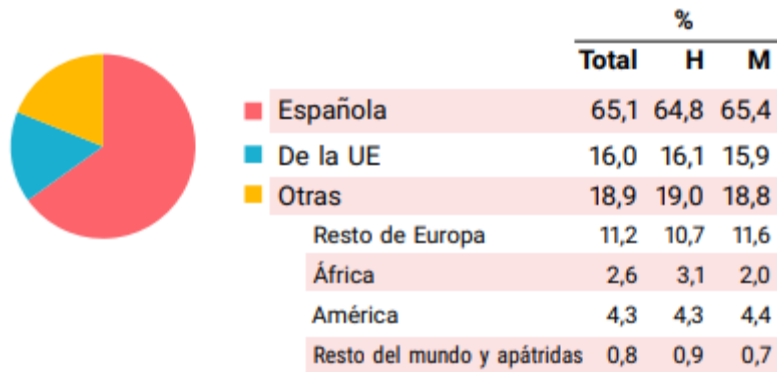 %
Total H M
Española 65,1 64,8 65,4
De la UE 16,0 16,1 15,9
Otras 18,9 19,0 18,8
Resto de Europa 11,2 10,7 11,6
África 2,6 3,1 2,0
América 4,3 4,3 4,4
Resto del mundo y apátridas 0,8 0,9 0,7